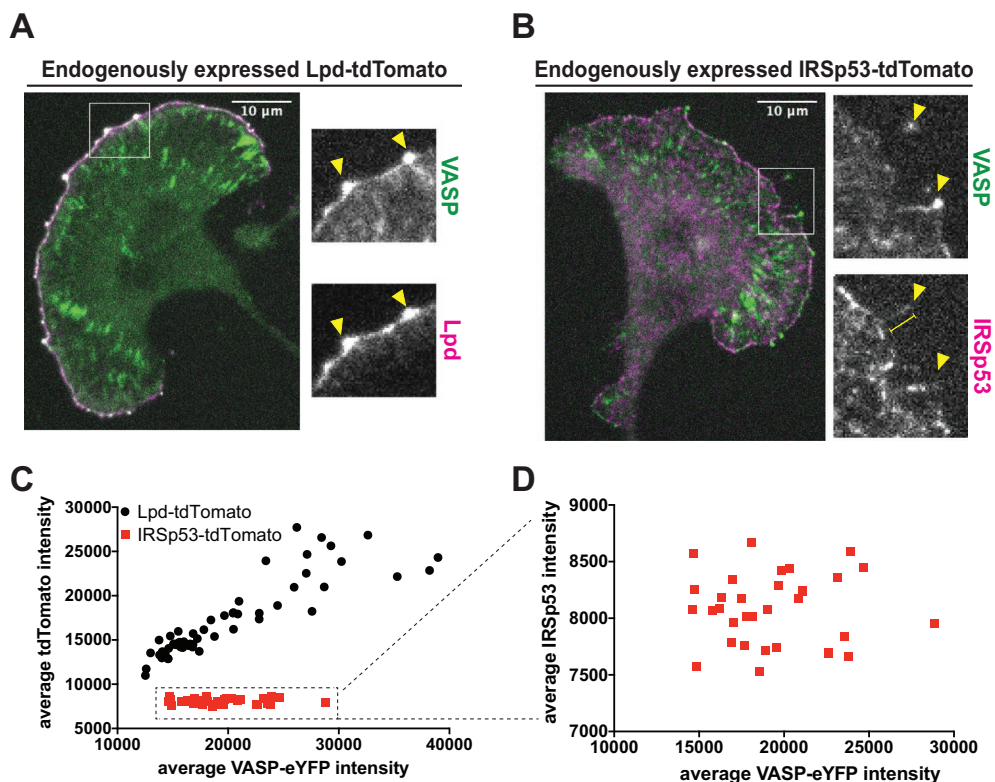 A
Endogenously expressed Lpd-tdTomato
10 µm
VASP
Lpd
B
Endogenously expressed IRSp53-tdTomato
10 µm
VASP
IRSp53
C
average tdTomato intensity
30000
25000
20000
15000
10000
5000
Lpd-tdTomato
IRSp53-tdTomato
10000 20000 30000 40000
average VASP-eYFP intensity
D
average IRSp53 intensity
9000
8500
8000
7500
7000
10000 15000 20000 25000 30000
average VASP-eYFP intensity